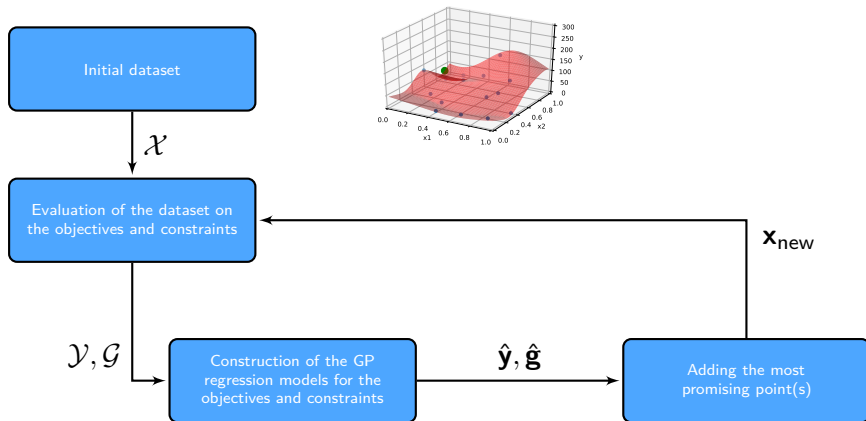 Initial dataset
300
250
200
150
100
50
0
y
0.0
0.2
0.4
0.6
0.8
1.0
x1
0.0
0.2
0.4
0.6
0.8
1.0
x2
𝒳
Evaluation of the dataset on
the objectives and constraints
x_new
𝒴, 𝒢
Construction of the GP
regression models for the
objectives and constraints
ŷ, ĝ
Adding the most
promising point(s)